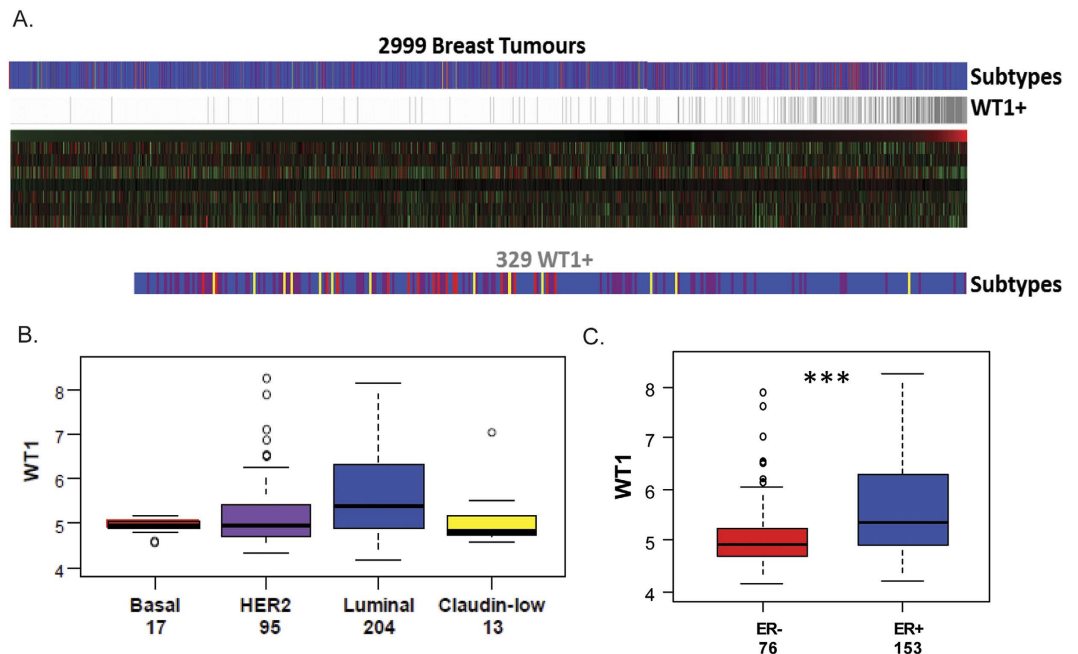 A.
2999 Breast Tumours
Subtypes
WT1+
329 WT1+
Subtypes
B.
WT1
8
7
6
5
4
Basal HER2 Luminal Claudin-low
17 95 204 13
C.
WT1
8
7
6
5
4
***
ER- ER+
76 153